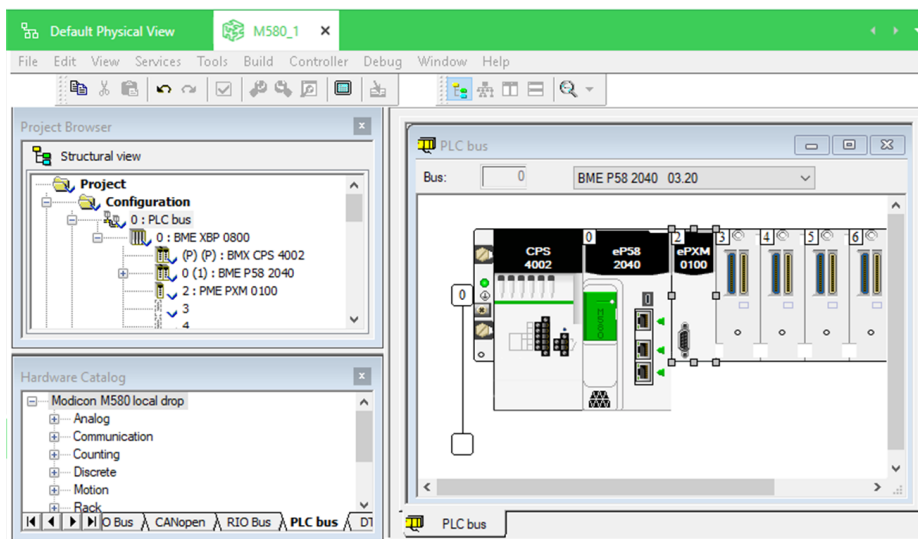 Default Physical View M580_1
File Edit View Services Tools Build Controller Debug Window Help
Project Browser
Structural view
Project
Configuration
0 : PLC bus
0 : BME XBP 0800
(P) (P) : BMX CPS 4002
0 (1) : BME P58 2040
2 : PME PXM 0100
3
4
Hardware Catalog
Modicon M580 local drop
Analog
Communication
Counting
Discrete
Motion
Rack
O Bus CANopen RIO Bus PLC bus DT
PLC bus
Bus: 0 BME P58 2040 03.20
0 2 3 4 5 6
CPS
4002
eP58
2040
ePXM
0100
0
PLC bus